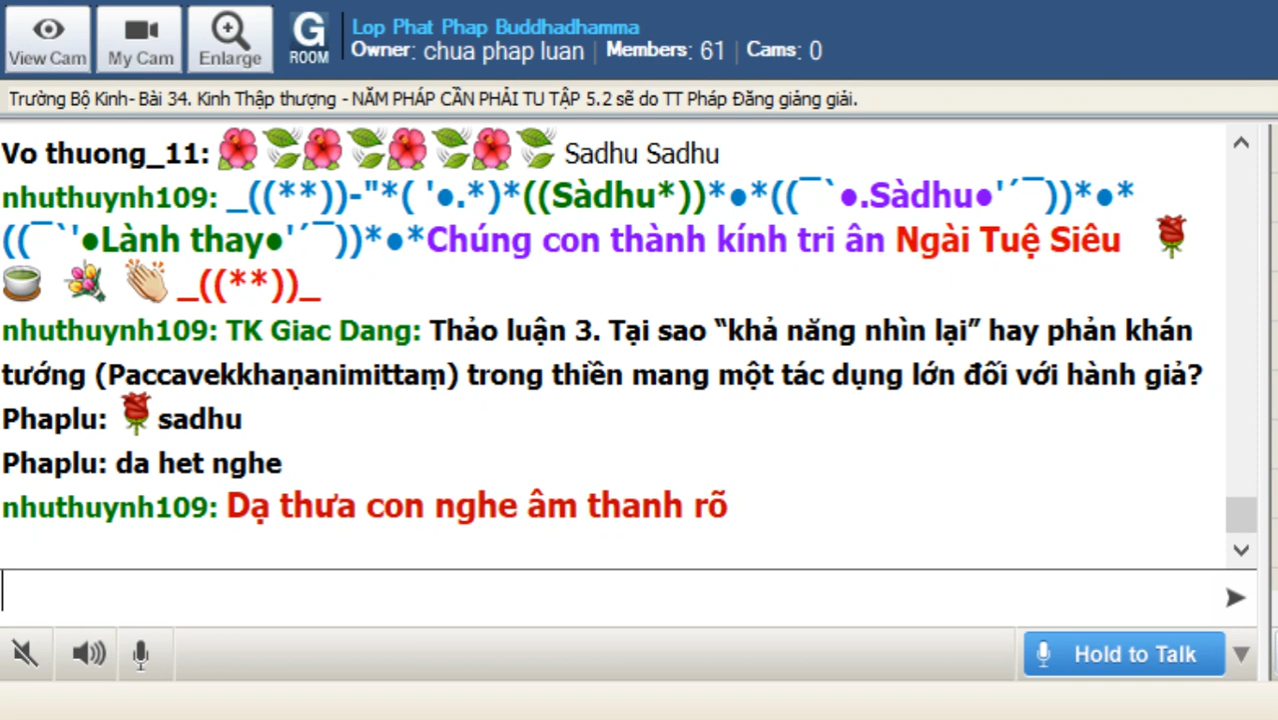 View Cam
My Cam
Enlarge
G ROOM
Lop Phat Phap Buddhadhamma
Owner: chua phap luan | Members: 61 | Cams: 0
Trường Bộ Kinh- Bài 34. Kinh Thập thượng - NĂM PHÁP CẦN PHẢI TU TẬP 5.2 sẽ do TT Pháp Đăng giảng giải.
Vo thuong_11: Sadhu Sadhu
nhuthuynh109: _((**))-"*( '●.*)*((Sàdhu*))*●*((¯`●.Sàdhu●'´¯))*●*
((¯`'●Lành thay●'´¯))*●*Chúng con thành kính tri ân Ngài Tuệ Siêu
_((**))_
nhuthuynh109: TK Giac Dang: Thảo luận 3. Tại sao “khả năng nhìn lại” hay phản khán
tướng (Paccavekkhaṇanimittaṃ) trong thiền mang một tác dụng lớn đối với hành giả?
Phaplu: sadhu
Phaplu: da het nghe
nhuthuynh109: Dạ thưa con nghe âm thanh rõ
Hold to Talk